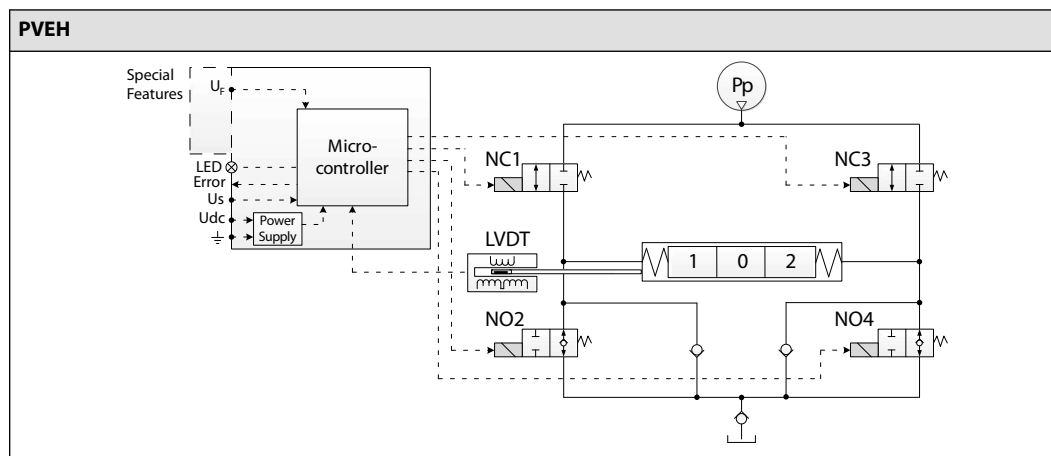 PVEH
Special
Features
UF
Micro-
controller
LED
Error
Us
Udc
Power
Supply
Pp
NC1
NC3
LVDT
1 0 2
NO2
NO4